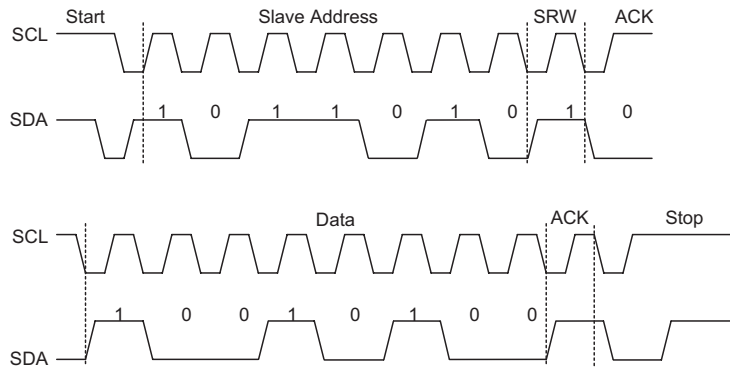 Start Slave Address SRW ACK
SCL
1 0 1 1 0 1 0 1 0
SDA
Data ACK Stop
SCL
1 0 0 1 0 1 0 0
SDA